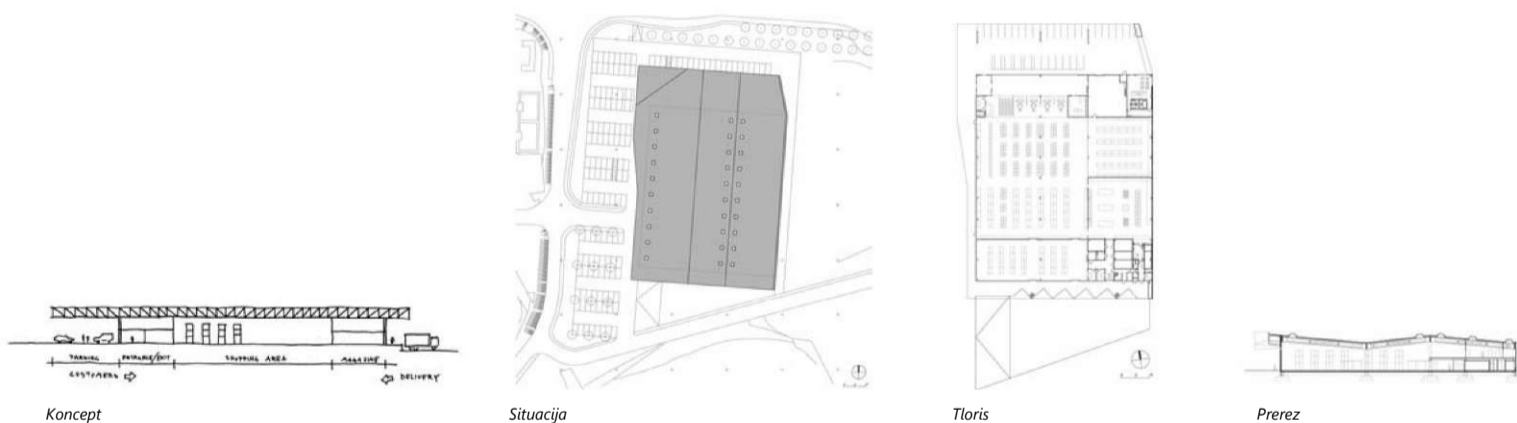 PARKING ENTRANCE/EXIT SHOPPING AREA MAGAZINE
CUSTOMERS DELIVERY
Koncept
Situacija
Tloris
Prerez